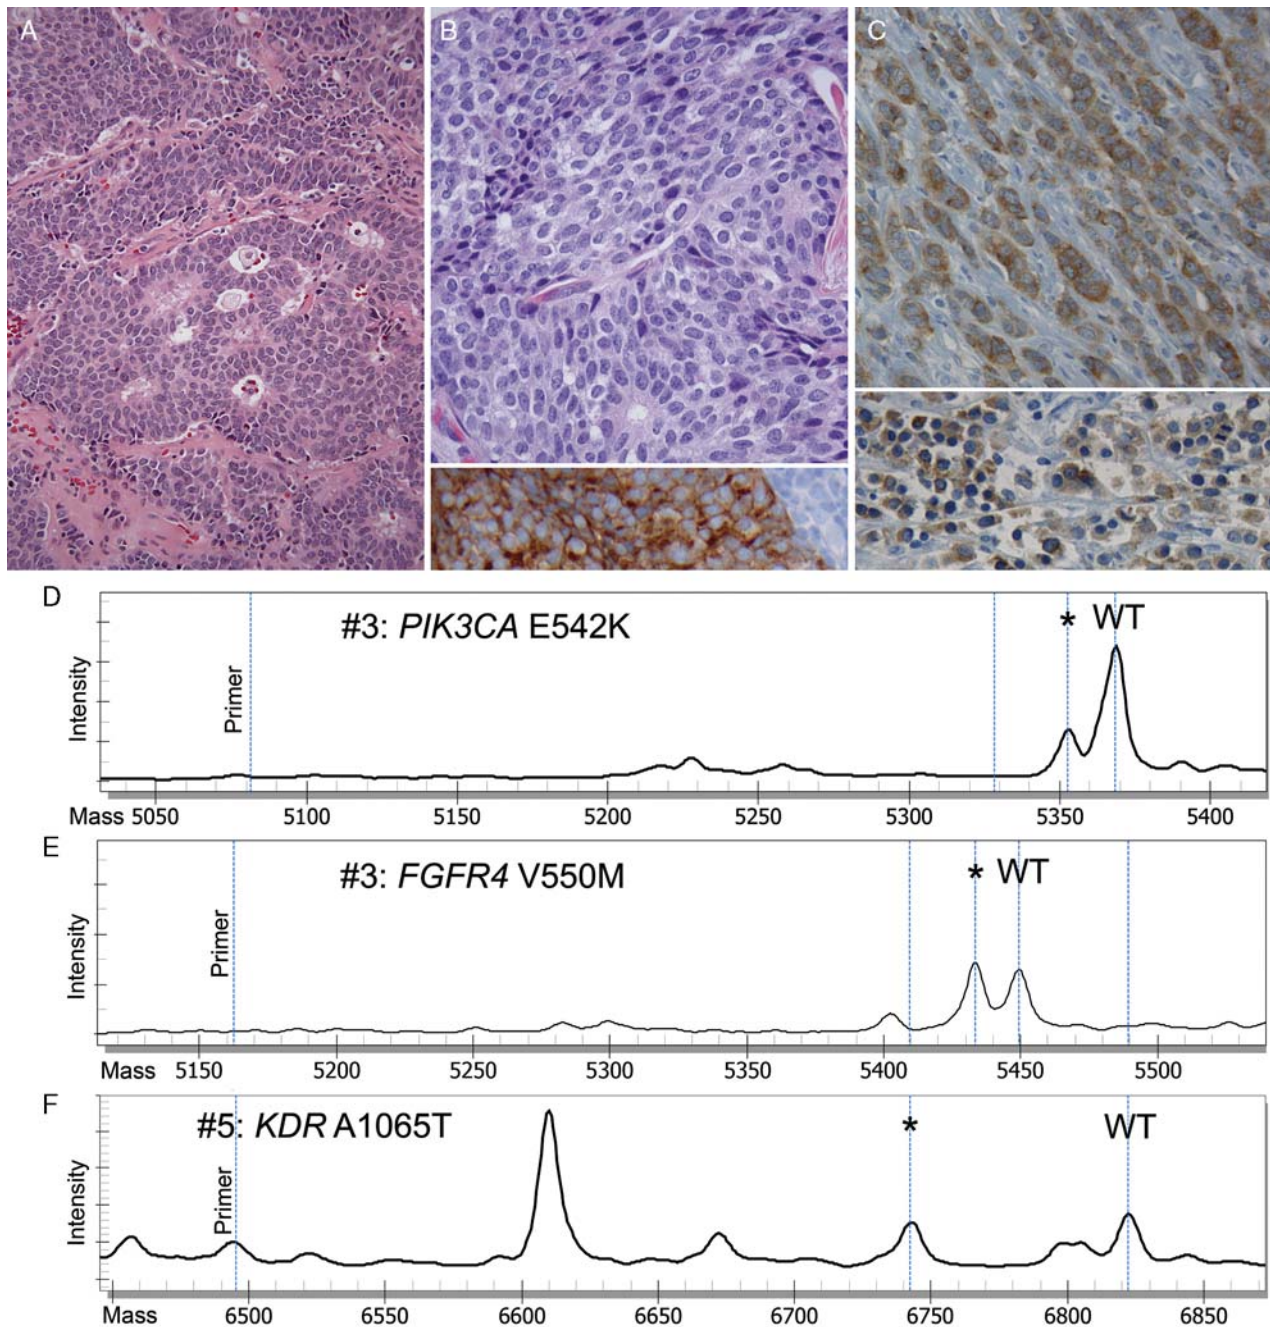 A
B
C
D
#3: PIK3CA E542K
* WT
Intensity
Primer
Mass 5050 5100 5150 5200 5250 5300 5350 5400
E
#3: FGFR4 V550M
* WT
Intensity
Primer
Mass 5150 5200 5250 5300 5350 5400 5450 5500
F
#5: KDR A1065T
* WT
Intensity
Primer
Mass 6500 6550 6600 6650 6700 6750 6800 6850